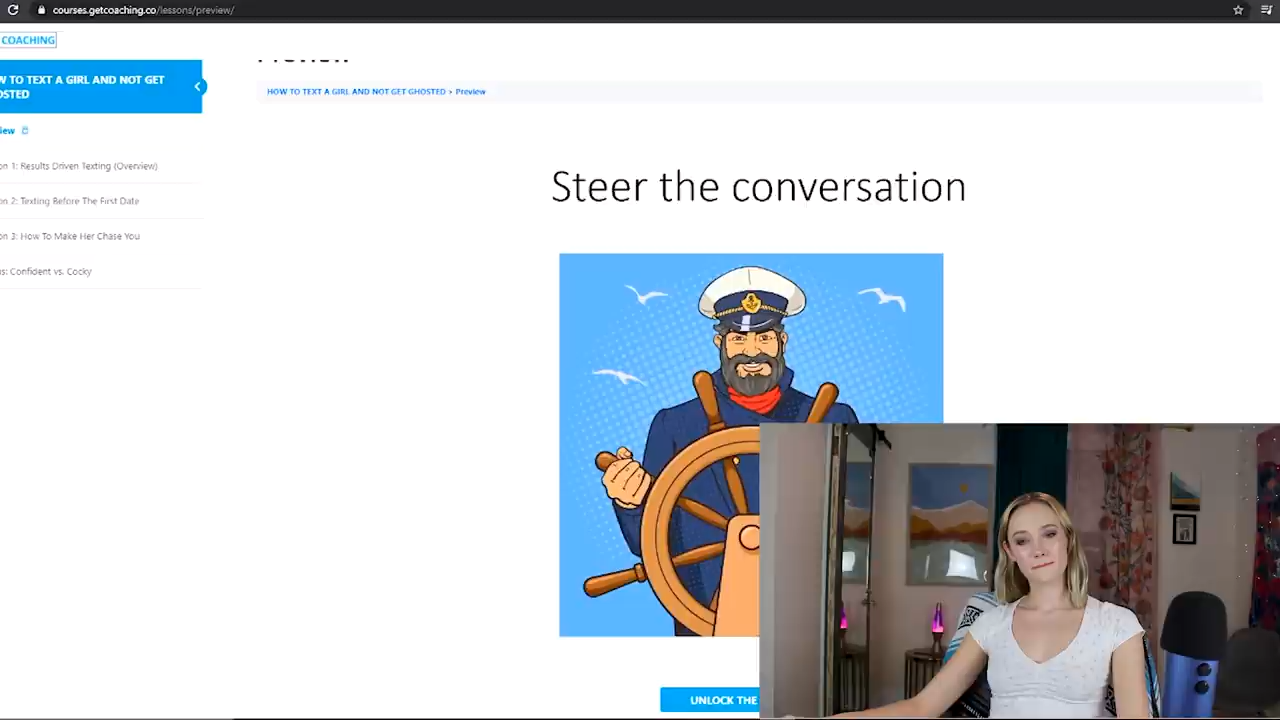 courses.getcoaching.co/lessons/preview/
COACHING
W TO TEXT A GIRL AND NOT GET
OSTED
Preview
HOW TO TEXT A GIRL AND NOT GET GHOSTED > Preview
iew
on 1: Results Driven Texting (Overview)
on 2: Texting Before The First Date
on 3: How To Make Her Chase You
s: Confident vs. Cocky
Steer the conversation
UNLOCK THE